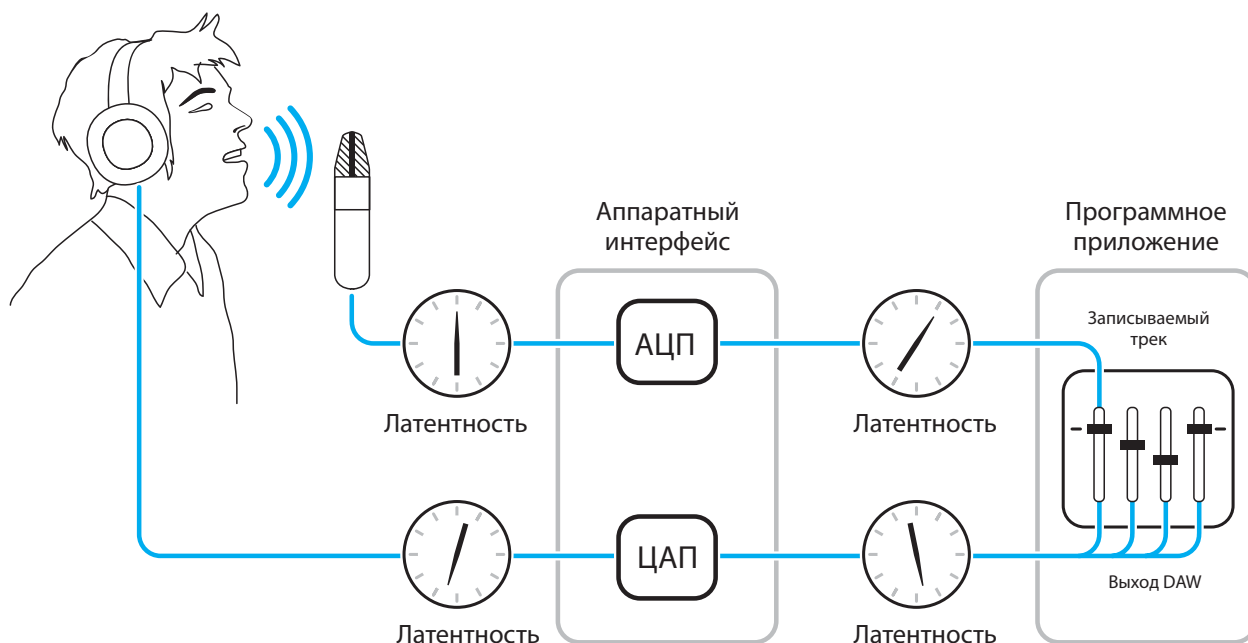 Аппаратный
интерфейс
Программное
приложение
Записываемый
трек
АЦП
Латентность
Латентность
ЦАП
Выход DAW
Латентность
Латентность